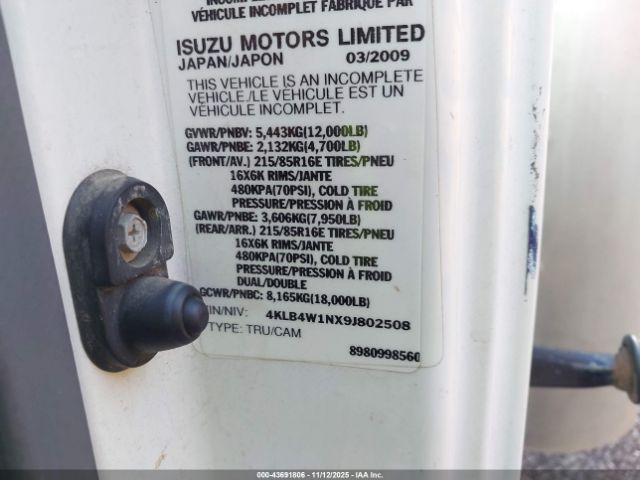 VÉHICULE INCOMPLET FABRIQUÉ PAR
ISUZU MOTORS LIMITED
JAPAN/JAPON 03/2009
THIS VEHICLE IS AN INCOMPLETE
VEHICLE./LE VÉHICULE EST UN
VÉHICULE INCOMPLET.
GVWR/PNBV: 5,443KG(12,000LB)
GAWR/PNBE: 2,132KG(4,700LB)
(FRONT/AV.) 215/85R16E TIRES/PNEU
16X6K RIMS/JANTE
480KPA(70PSI), COLD TIRE
PRESSURE/PRESSION À FROID
GAWR/PNBE: 3,606KG(7,950LB)
(REAR/ARR.) 215/85R16E TIRES/PNEU
16X6K RIMS/JANTE
480KPA(70PSI), COLD TIRE
PRESSURE/PRESSION À FROID
DUAL/DOUBLE
GCWR/PNBC: 8,165KG(18,000LB)
IN/NIV: 4KLB4W1NX9J802508
TYPE: TRU/CAM
8980998560
000-43691806 - 11/12/2025 - IAAI.COM